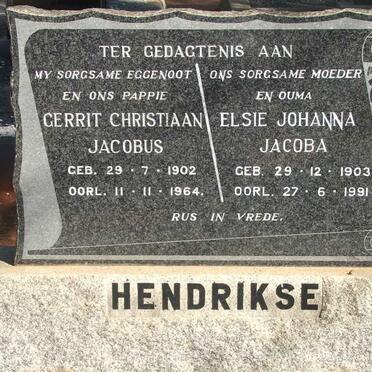 TER GEDAGTENIS AAN
MY SORGSAME EGGENOOT
EN ONS PAPPIE
GERRIT CHRISTIAAN
JACOBUS
GEB. 29 · 7 · 1902
OORL. 11 · 11 · 1964.
ONS SORGSAME MOEDER
EN OUMA
ELSIE JOHANNA
JACOBA
GEB. 29 · 12 · 1903
OORL. 27 · 6 · 1991
RUS IN VREDE.
HENDRIKSE